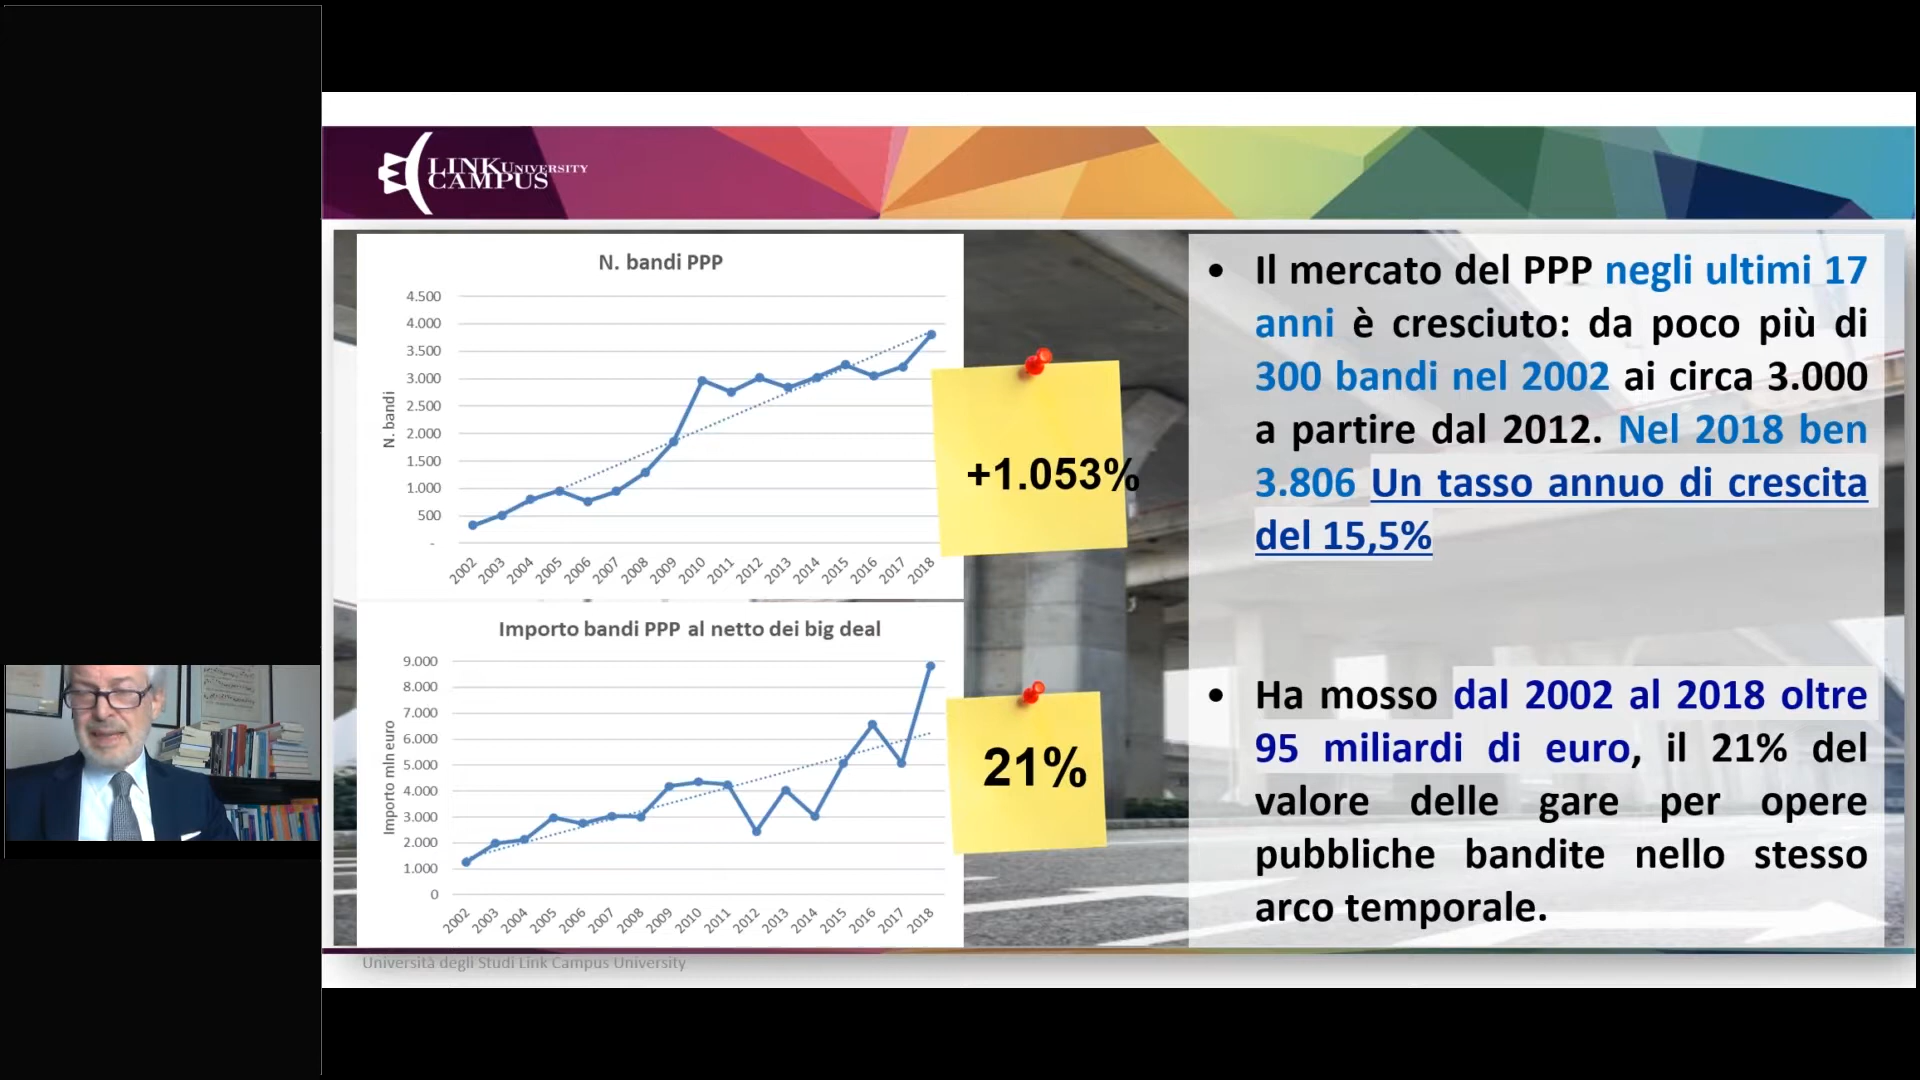 LINK UNIVERSITY
CAMPUS
N. bandi PPP
4.500
4.000
3.500
3.000
2.500
2.000
1.500
1.000
500
-
N. bandi
2002 2003 2004 2005 2006 2007 2008 2009 2010 2011 2012 2013 2014 2015 2016 2017 2018
+1.053%
Importo bandi PPP al netto dei big deal
9.000
8.000
7.000
6.000
5.000
4.000
3.000
2.000
1.000
0
Importo mln euro
2002 2003 2004 2005 2006 2007 2008 2009 2010 2011 2012 2013 2014 2015 2016 2017 2018
21%
• Il mercato del PPP negli ultimi 17
anni è cresciuto: da poco più di
300 bandi nel 2002 ai circa 3.000
a partire dal 2012. Nel 2018 ben
3.806 Un tasso annuo di crescita
del 15,5%
• Ha mosso dal 2002 al 2018 oltre
95 miliardi di euro, il 21% del
valore delle gare per opere
pubbliche bandite nello stesso
arco temporale.
Università degli Studi Link Campus University